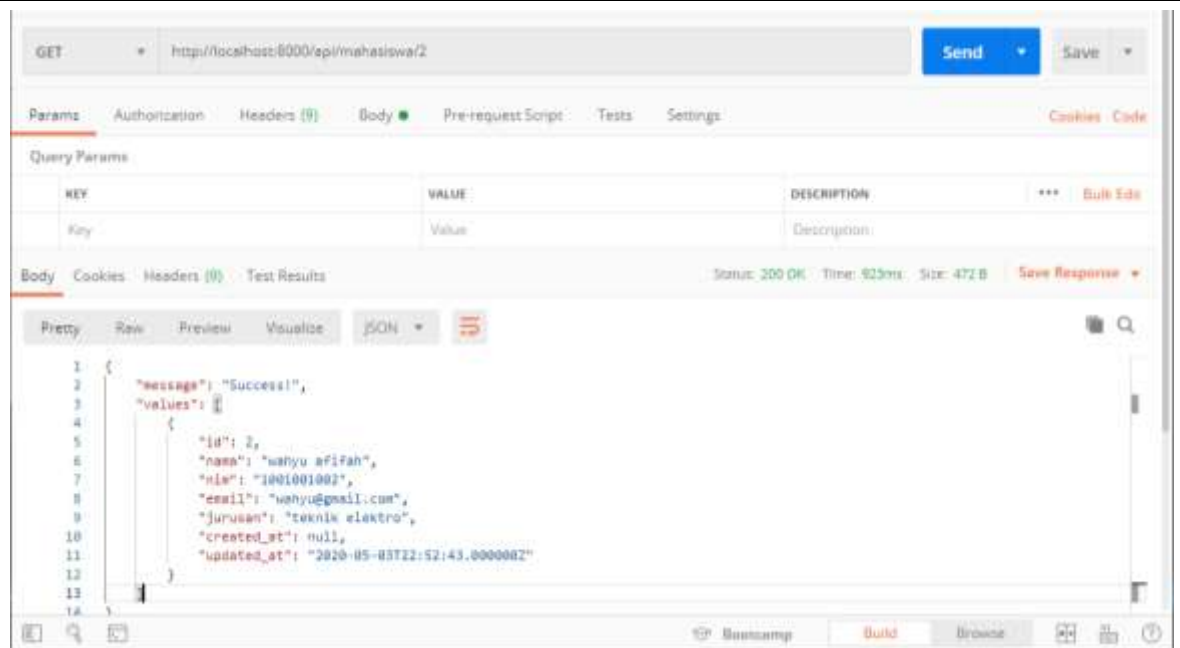 GET http://localhost:8000/api/mahasiswa/2 Send Save
Params Authorization Headers (9) Body Pre-request Script Tests Settings Cookies Code
Query Params
KEY VALUE DESCRIPTION ••• Bulk Edit
Key Value Description
Body Cookies Headers (9) Test Results Status: 200 OK Time: 923ms Size: 472 B Save Response
Pretty Raw Preview Visualize JSON
1 {
2 "message": "Success!",
3 "values": [
4 {
5 "id": 2,
6 "nama": "wahyu afifah",
7 "nim": "1001001002",
8 "email": "wahyu@gmail.com",
9 "jurusan": "teknik elektro",
10 "created_at": null,
11 "updated_at": "2020-05-03T22:52:43.000000Z"
12 }
13 ]
14 }
Bootcamp Build Browse